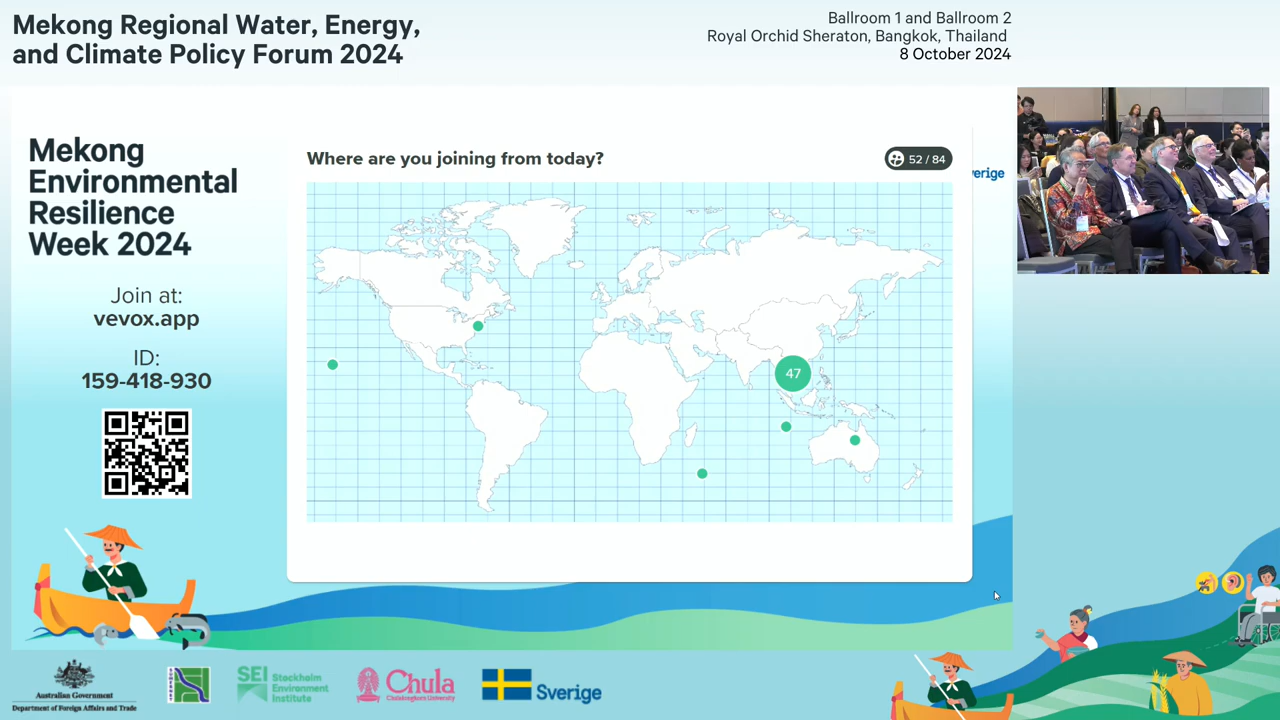 Mekong Regional Water, Energy,
and Climate Policy Forum 2024
Ballroom 1 and Ballroom 2
Royal Orchid Sheraton, Bangkok, Thailand
8 October 2024
Mekong
Environmental
Resilience
Week 2024
Join at:
vevox.app
ID:
159-418-930
Where are you joining from today?
52 / 84
verige
47
Australian Government
Department of Foreign Affairs and Trade
SEI Stockholm
Environment
Institute
Chula
Chulalongkorn University
Sverige